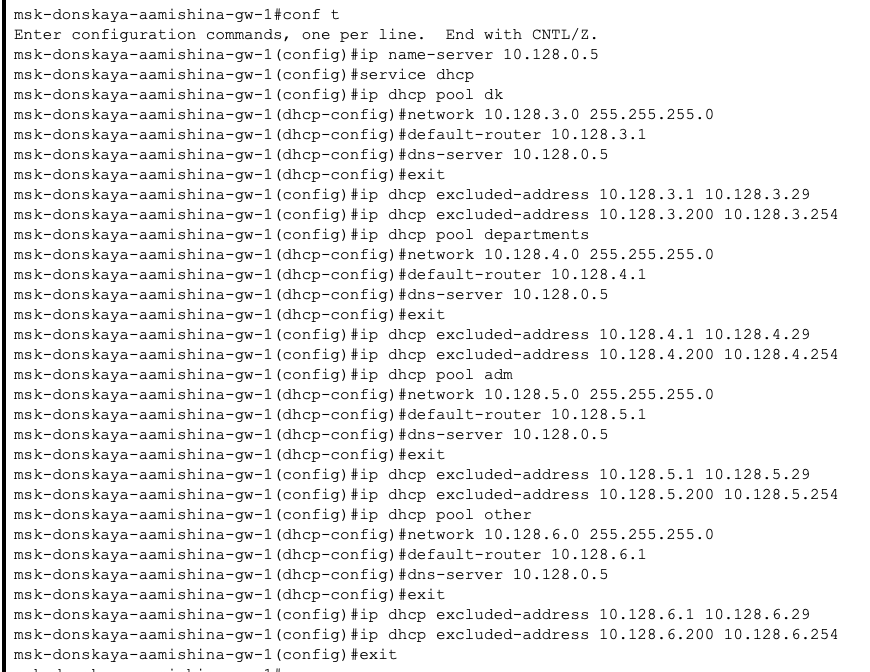 msk-donskaya-aamishina-gw-1#conf t
Enter configuration commands, one per line.  End with CNTL/Z.
msk-donskaya-aamishina-gw-1(config)#ip name-server 10.128.0.5
msk-donskaya-aamishina-gw-1(config)#service dhcp
msk-donskaya-aamishina-gw-1(config)#ip dhcp pool dk
msk-donskaya-aamishina-gw-1(dhcp-config)#network 10.128.3.0 255.255.255.0
msk-donskaya-aamishina-gw-1(dhcp-config)#default-router 10.128.3.1
msk-donskaya-aamishina-gw-1(dhcp-config)#dns-server 10.128.0.5
msk-donskaya-aamishina-gw-1(dhcp-config)#exit
msk-donskaya-aamishina-gw-1(config)#ip dhcp excluded-address 10.128.3.1 10.128.3.29
msk-donskaya-aamishina-gw-1(config)#ip dhcp excluded-address 10.128.3.200 10.128.3.254
msk-donskaya-aamishina-gw-1(config)#ip dhcp pool departments
msk-donskaya-aamishina-gw-1(dhcp-config)#network 10.128.4.0 255.255.255.0
msk-donskaya-aamishina-gw-1(dhcp-config)#default-router 10.128.4.1
msk-donskaya-aamishina-gw-1(dhcp-config)#dns-server 10.128.0.5
msk-donskaya-aamishina-gw-1(dhcp-config)#exit
msk-donskaya-aamishina-gw-1(config)#ip dhcp excluded-address 10.128.4.1 10.128.4.29
msk-donskaya-aamishina-gw-1(config)#ip dhcp excluded-address 10.128.4.200 10.128.4.254
msk-donskaya-aamishina-gw-1(config)#ip dhcp pool adm
msk-donskaya-aamishina-gw-1(dhcp-config)#network 10.128.5.0 255.255.255.0
msk-donskaya-aamishina-gw-1(dhcp-config)#default-router 10.128.5.1
msk-donskaya-aamishina-gw-1(dhcp-config)#dns-server 10.128.0.5
msk-donskaya-aamishina-gw-1(dhcp-config)#exit
msk-donskaya-aamishina-gw-1(config)#ip dhcp excluded-address 10.128.5.1 10.128.5.29
msk-donskaya-aamishina-gw-1(config)#ip dhcp excluded-address 10.128.5.200 10.128.5.254
msk-donskaya-aamishina-gw-1(config)#ip dhcp pool other
msk-donskaya-aamishina-gw-1(dhcp-config)#network 10.128.6.0 255.255.255.0
msk-donskaya-aamishina-gw-1(dhcp-config)#default-router 10.128.6.1
msk-donskaya-aamishina-gw-1(dhcp-config)#dns-server 10.128.0.5
msk-donskaya-aamishina-gw-1(dhcp-config)#exit
msk-donskaya-aamishina-gw-1(config)#ip dhcp excluded-address 10.128.6.1 10.128.6.29
msk-donskaya-aamishina-gw-1(config)#ip dhcp excluded-address 10.128.6.200 10.128.6.254
msk-donskaya-aamishina-gw-1(config)#exit